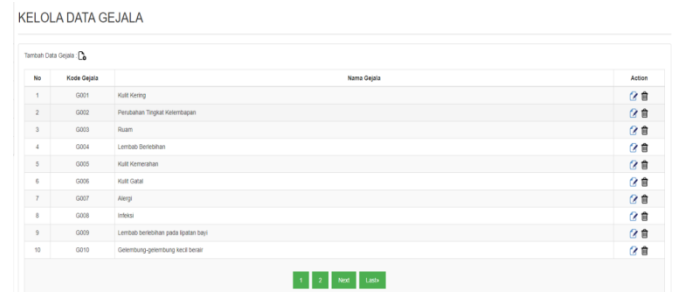 KELOLA DATA GEJALA
Tambah Data Gejala
No Kode Gejala Nama Gejala Action
1 G001 Kulit Kering
2 G002 Perubahan Tingkat Kelembapan
3 G003 Ruam
4 G004 Lembab Berlebihan
5 G005 Kulit Kemerahan
6 G006 Kulit Gatal
7 G007 Alergi
8 G008 Infeksi
9 G009 Lembab berlebihan pada lipatan bayi
10 G010 Gelembung-gelembung kecil berair
1 2 Next Last»